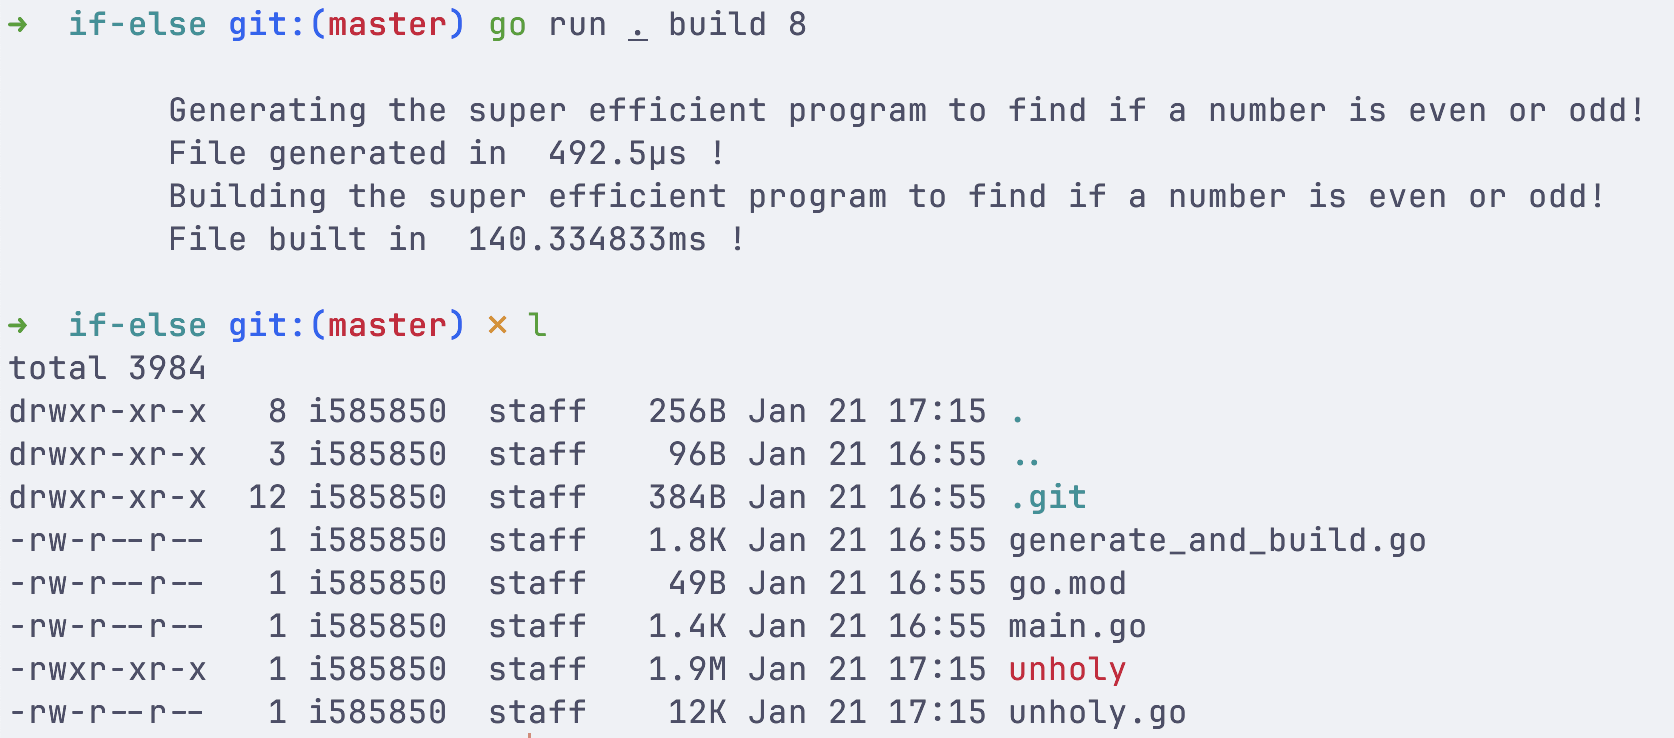 ➜  if-else git:(master) go run . build 8
Generating the super efficient program to find if a number is even or odd!
File generated in  492.5µs !
Building the super efficient program to find if a number is even or odd!
File built in  140.334833ms !
➜  if-else git:(master) ✗ l
total 3984
drwxr-xr-x   8 i585850  staff   256B Jan 21 17:15 .
drwxr-xr-x   3 i585850  staff    96B Jan 21 16:55 ..
drwxr-xr-x  12 i585850  staff   384B Jan 21 16:55 .git
-rw-r--r--   1 i585850  staff   1.8K Jan 21 16:55 generate_and_build.go
-rw-r--r--   1 i585850  staff    49B Jan 21 16:55 go.mod
-rw-r--r--   1 i585850  staff   1.4K Jan 21 16:55 main.go
-rwxr-xr-x   1 i585850  staff   1.9M Jan 21 17:15 unholy
-rw-r--r--   1 i585850  staff    12K Jan 21 17:15 unholy.go